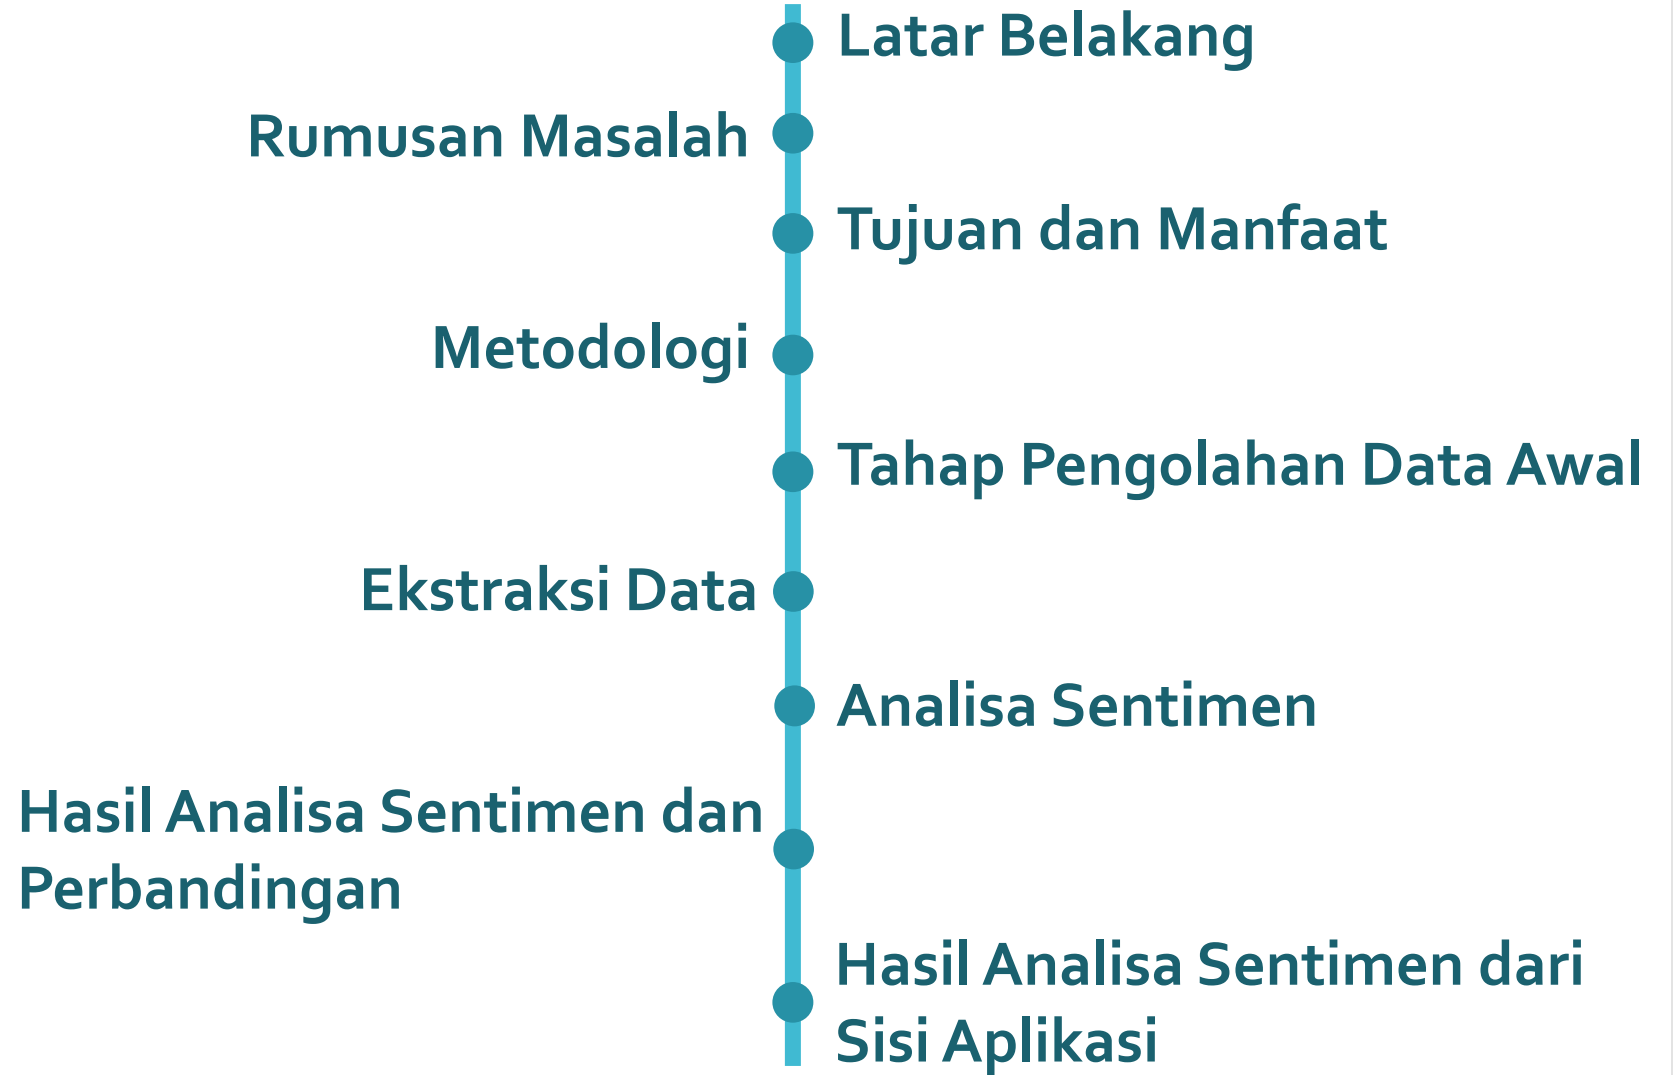 Latar Belakang
Rumusan Masalah
Tujuan dan Manfaat
Metodologi
Tahap Pengolahan Data Awal
Ekstraksi Data
Analisa Sentimen
Hasil Analisa Sentimen dan
Perbandingan
Hasil Analisa Sentimen dari
Sisi Aplikasi